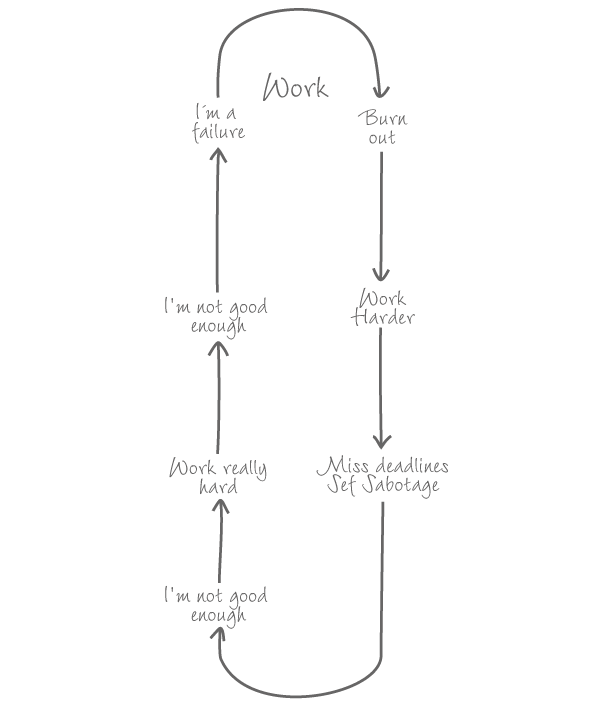 Work
I´m a
failure
Burn
out
I'm not good
enough
Work
Harder
Work really
hard
Miss deadlines
Sef Sabotage
I'm not good
enough